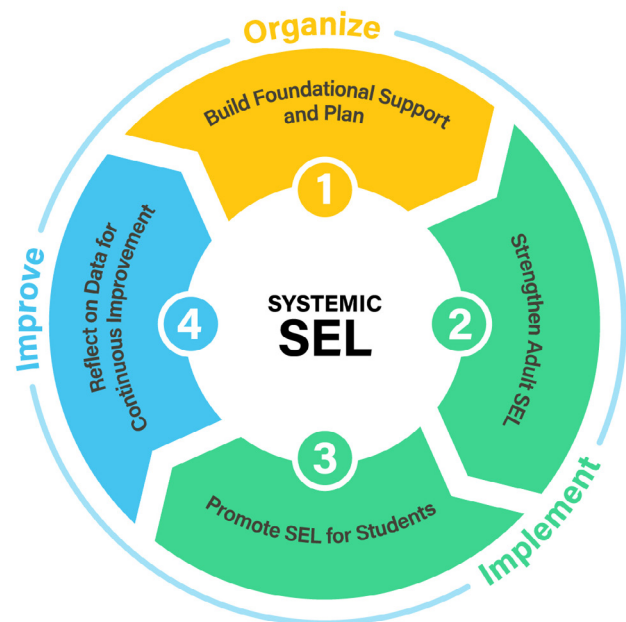 Organize
Build Foundational Support
and Plan
1
Strengthen Adult SEL
2
Implement
Promote SEL for Students
3
Improve
Reflect on Data for
Continuous Improvement
4
SYSTEMIC
SEL